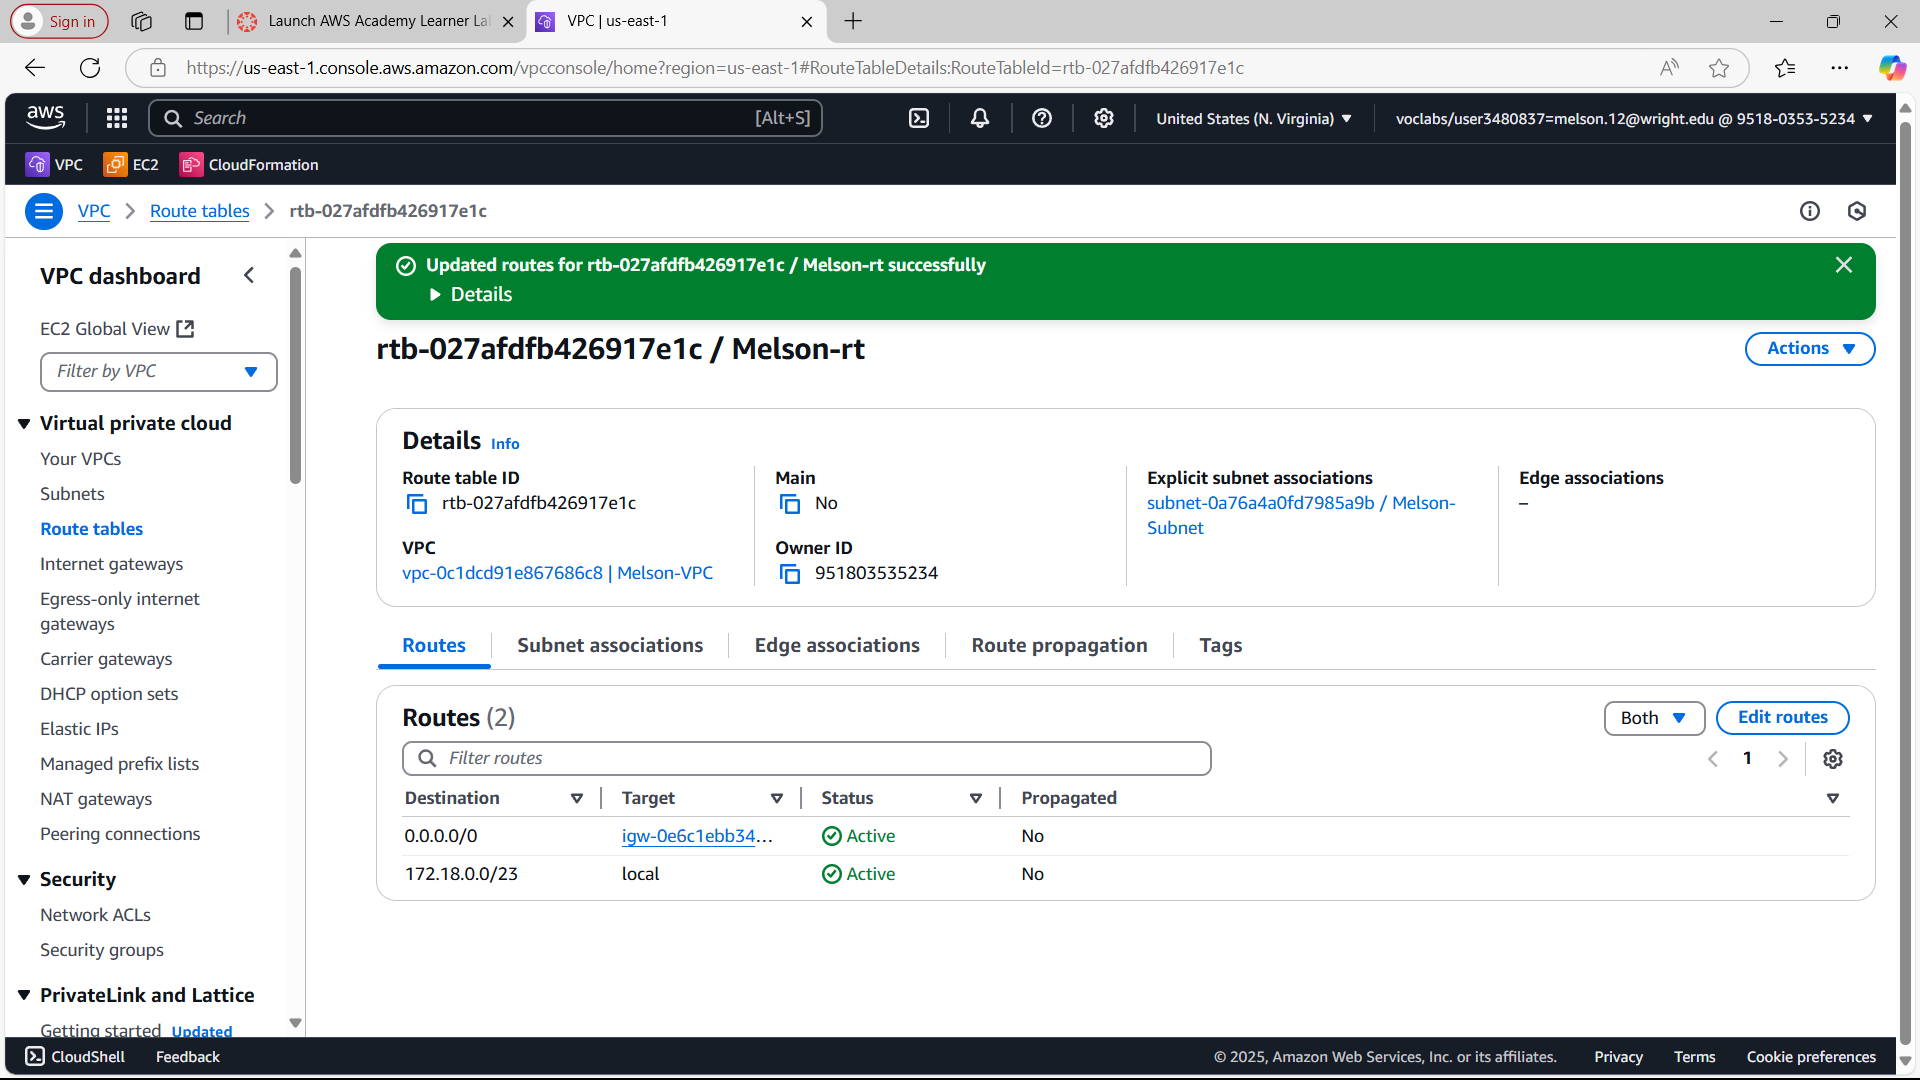 Sign in
Launch AWS Academy Learner La
VPC | us-east-1
https://us-east-1.console.aws.amazon.com/vpcconsole/home?region=us-east-1#RouteTableDetails:RouteTableId=rtb-027afdfb426917e1c
aws
Search
[Alt+S]
United States (N. Virginia)
voclabs/user3480837=melson.12@wright.edu @ 9518-0353-5234
VPC
EC2
CloudFormation
VPC
Route tables
rtb-027afdfb426917e1c
VPC dashboard
EC2 Global View
Filter by VPC
Virtual private cloud
Your VPCs
Subnets
Route tables
Internet gateways
Egress-only internet
gateways
Carrier gateways
DHCP option sets
Elastic IPs
Managed prefix lists
NAT gateways
Peering connections
Security
Network ACLs
Security groups
PrivateLink and Lattice
Getting started Updated
Updated routes for rtb-027afdfb426917e1c / Melson-rt successfully
Details
rtb-027afdfb426917e1c / Melson-rt
Actions
Details Info
Route table ID
rtb-027afdfb426917e1c
VPC
vpc-0c1dcd91e867686c8 | Melson-VPC
Main
No
Owner ID
951803535234
Explicit subnet associations
subnet-0a76a4a0fd7985a9b / Melson-
Subnet
Edge associations
–
Routes
Subnet associations
Edge associations
Route propagation
Tags
Routes (2)
Both
Edit routes
Filter routes
1
Destination Target Status Propagated
0.0.0.0/0 igw-0e6c1ebb34... Active No
172.18.0.0/23 local Active No
CloudShell
Feedback
© 2025, Amazon Web Services, Inc. or its affiliates.
Privacy
Terms
Cookie preferences